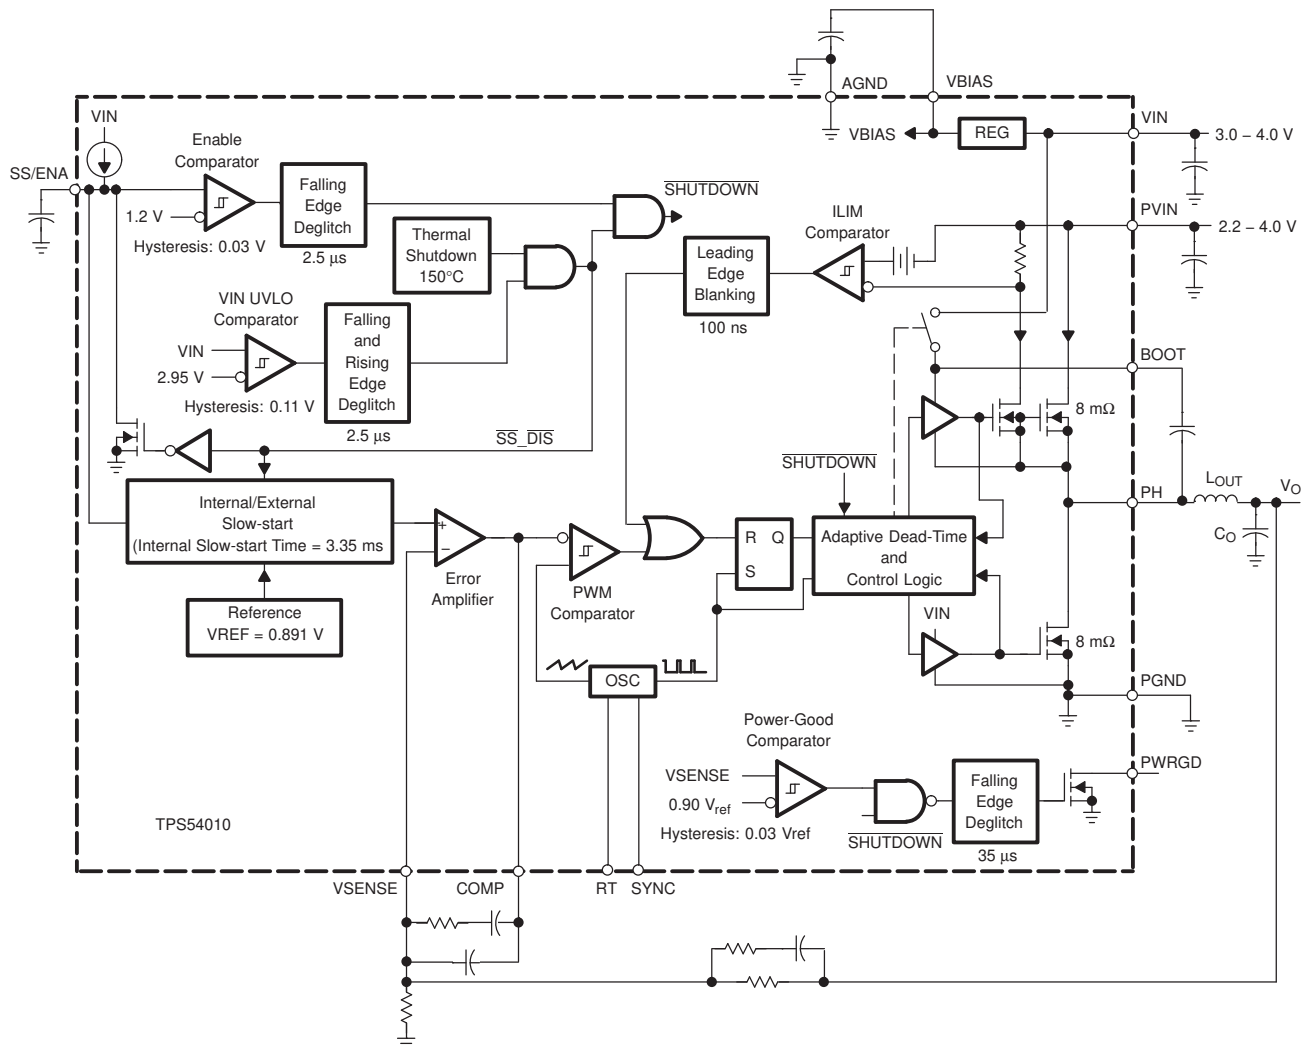 AGND
VBIAS
VIN
VIN
Enable
Comparator
VBIAS
REG
3.0 – 4.0 V
SS/ENA
Falling
Edge
Deglitch
SHUTDOWN
1.2 V
Hysteresis: 0.03 V
2.5 μs
Thermal
Shutdown
150°C
ILIM
Comparator
PVIN
2.2 – 4.0 V
Leading
Edge
Blanking
100 ns
VIN UVLO
Comparator
Falling
and
Rising
Edge
Deglitch
VIN
2.95 V
Hysteresis: 0.11 V
2.5 μs
BOOT
8 mΩ
SS_DIS
SHUTDOWN
PH
LOUT
VO
CO
Internal/External
Slow-start
(Internal Slow-start Time = 3.35 ms
+
−
Error
Amplifier
PWM
Comparator
R
Q
S
Adaptive Dead-Time
and
Control Logic
Reference
VREF = 0.891 V
VIN
8 mΩ
OSC
PGND
Power-Good
Comparator
VSENSE
0.90 Vref
Hysteresis: 0.03 Vref
SHUTDOWN
Falling
Edge
Deglitch
35 μs
PWRGD
TPS54010
VSENSE
COMP
RT
SYNC